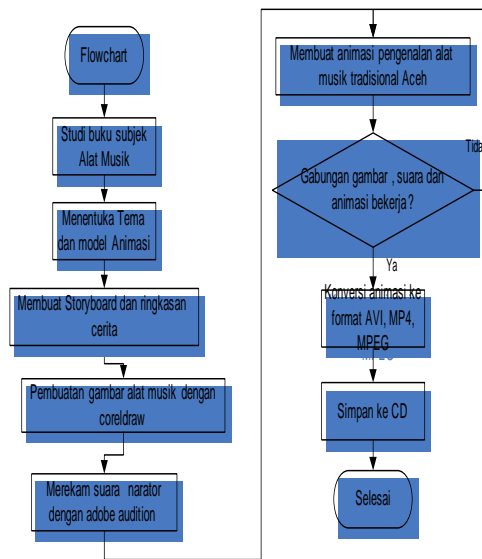 Flowchart
Studi buku subjek
Alat Musik
Menentuka Tema
dan model Animasi
Membuat Storyboard dan ringkasan
cerita
Pembuatan gambar alat musik dengan
coreldraw
Merekam suara narator
dengan adobe audition
Membuat animasi pengenalan alat
musik tradisional Aceh
Gabungan gambar , suara dan
animasi bekerja?
Tida
Ya
Konversi animasi ke
format AVI, MP4,
MPEG
Simpan ke CD
Selesai